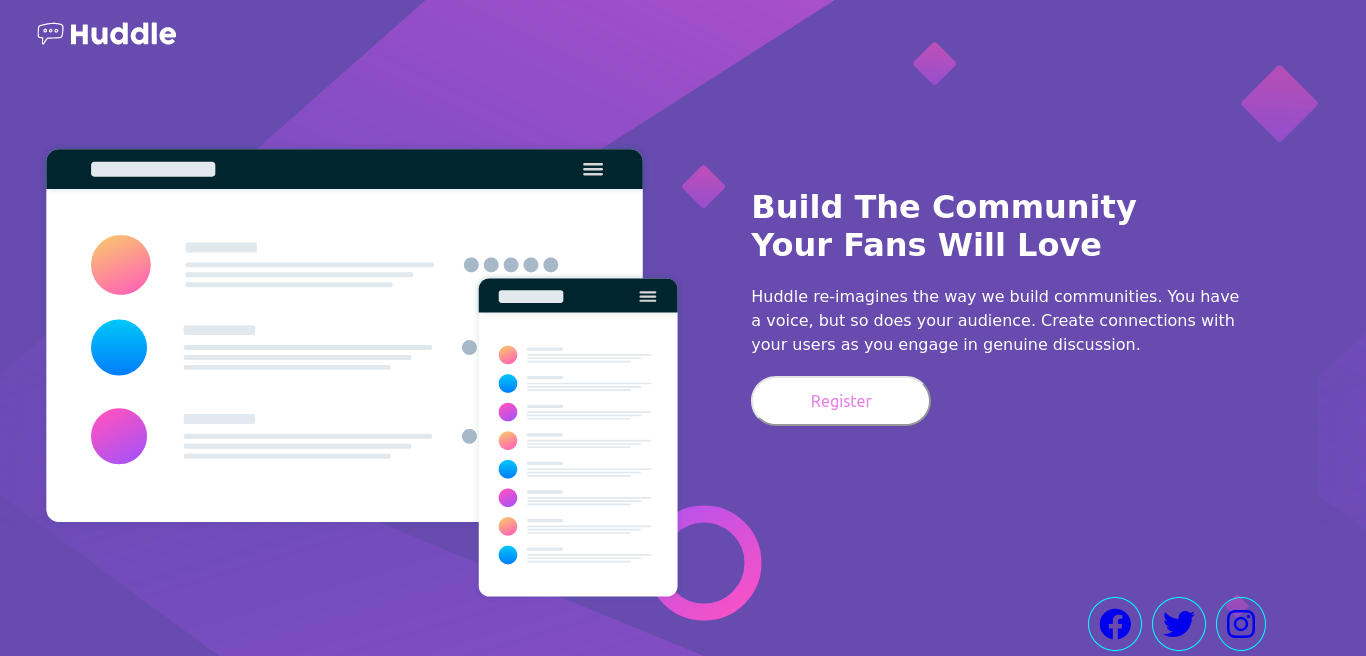 Huddle
Build The Community
Your Fans Will Love
Huddle re-imagines the way we build communities. You have
a voice, but so does your audience. Create connections with
your users as you engage in genuine discussion.
Register